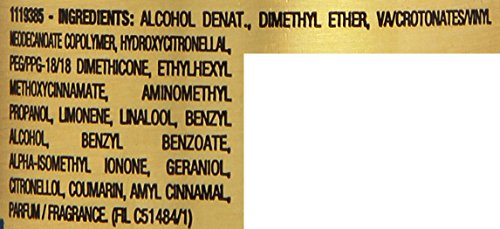 1119385 - INGREDIENTS: ALCOHOL DENAT., DIMETHYL ETHER, VA/CROTONATES/VINYL
NEODECANOATE COPOLYMER, HYDROXYCITRONELLAL,
PEG/PPG-18/18 DIMETHICONE, ETHYLHEXYL
METHOXYCINNAMATE, AMINOMETHYL
PROPANOL, LIMONENE, LINALOOL, BENZYL
ALCOHOL, BENZYL BENZOATE,
ALPHA-ISOMETHYL IONONE, GERANIOL,
CITRONELLOL, COUMARIN, AMYL CINNAMAL,
PARFUM / FRAGRANCE. (FIL C51484/1)